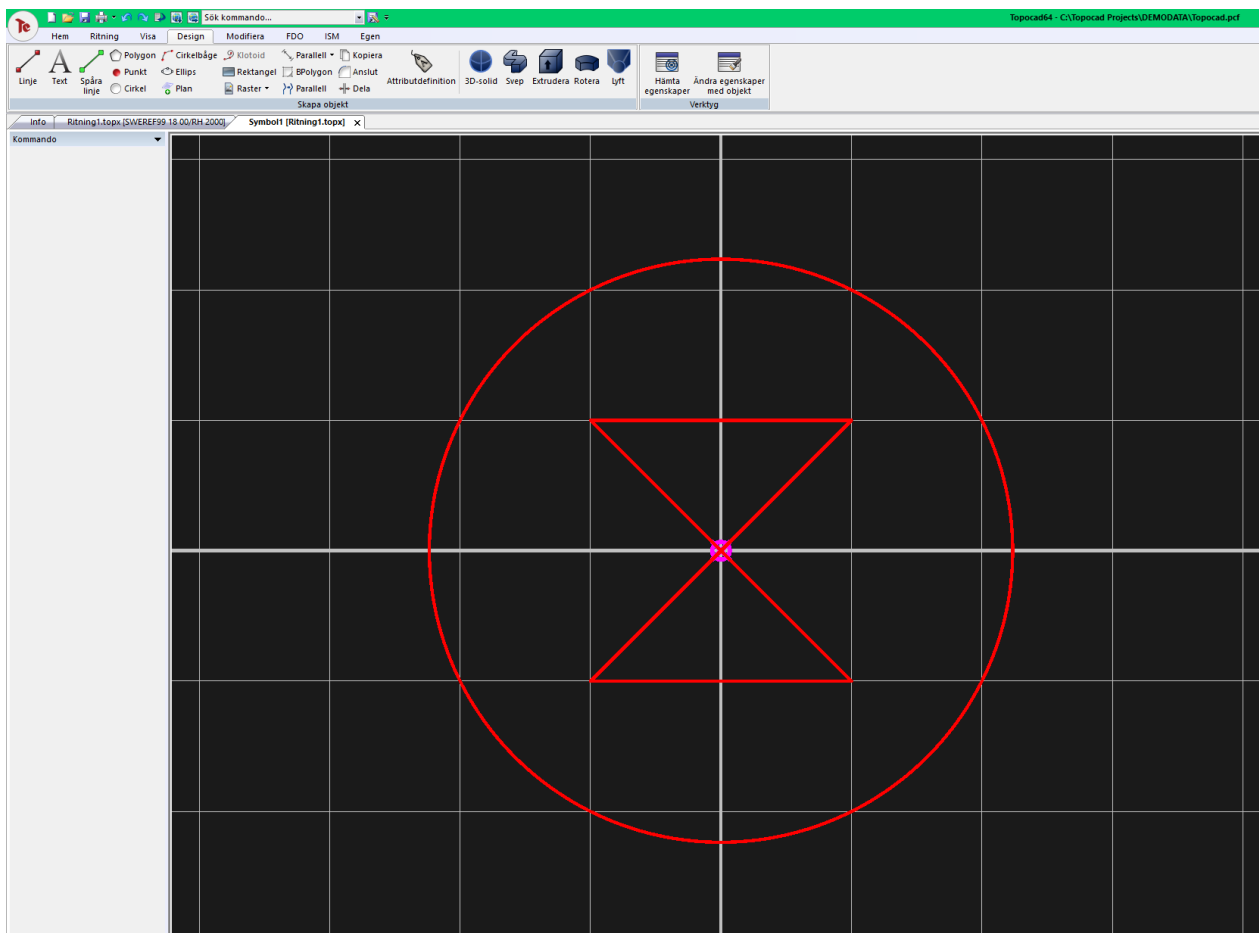 Te
Sök kommando...
Topocad64 - C:\Topocad Projects\DEMODATA\Topocad.pcf
Hem Ritning Visa Design Modifiera FDO ISM Egen
Linje Text Spåra linje
Polygon Cirkelbåge Klotoid Parallell Kopiera
Punkt Ellips Rektangel BPolygon Anslut
Cirkel Plan Raster Parallell Dela
Attributdefinition 3D-solid Svep Extrudera Rotera Lyft
Hämta egenskaper Ändra egenskaper med objekt
Skapa objekt Verktyg
Info Ritning1.topx [SWEREF99 18 00/RH 2000] Symbol1 [Ritning1.topx] x
Kommando